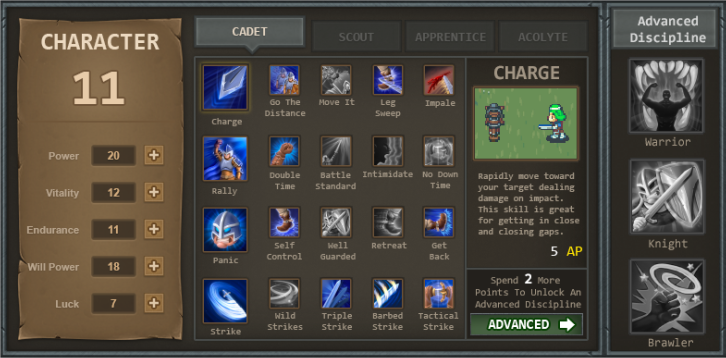 CHARACTER
11
Power 20 +
Vitality 12 +
Endurance 11 +
Will Power 18 +
Luck 7 +
CADET
SCOUT
APPRENTICE
ACOLYTE
Charge
Go The
Distance
Move It
Leg
Sweep
Impale
Rally
Double
Time
Battle
Standard
Intimidate
No Down
Time
Panic
Self
Control
Well
Guarded
Retreat
Get
Back
Strike
Wild
Strikes
Triple
Strike
Barbed
Strike
Tactical
Strike
CHARGE
Rapidly move toward
your target dealing
damage on impact.
This skill is great
for getting in close
and closing gaps.
5 AP
Spend 2 More
Points To Unlock An
Advanced Discipline
ADVANCED
Advanced
Discipline
Warrior
Knight
Brawler